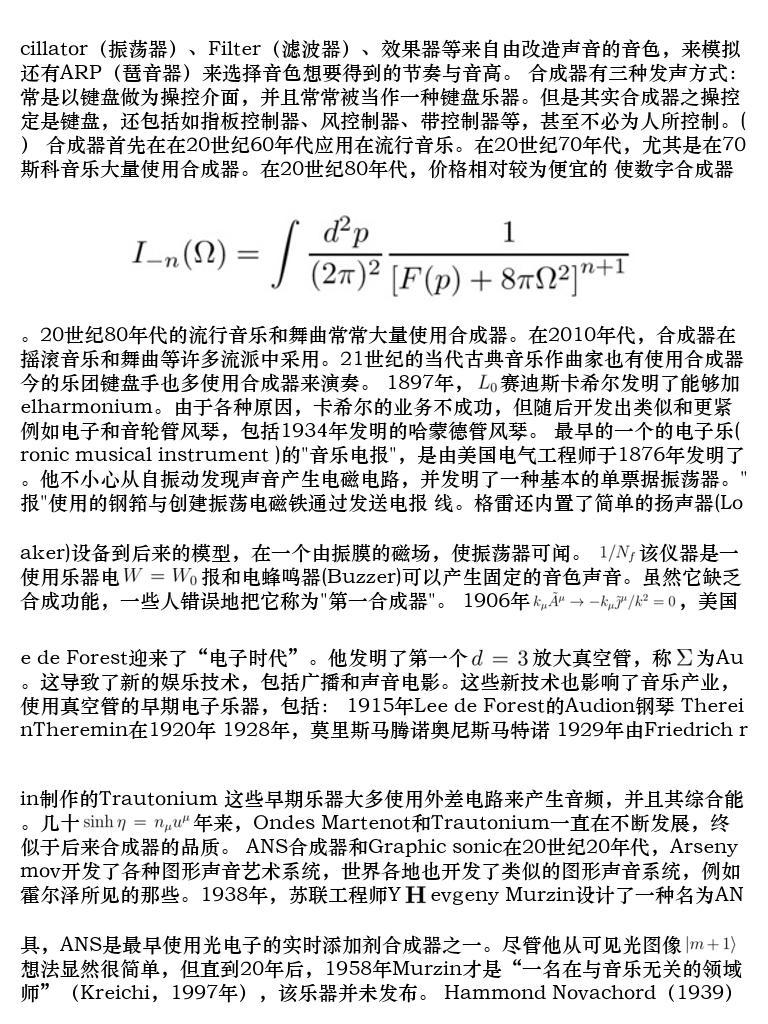 cillator（振荡器）、Filter（滤波器）、效果器等来自由改造声音的音色，来模拟
还有ARP（琶音器）来选择音色想要得到的节奏与音高。 合成器有三种发声方式：
常是以键盘做为操控介面，并且常常被当作一种键盘乐器。但是其实合成器之操控
定是键盘，还包括如指板控制器、风控制器、带控制器等，甚至不必为人所控制。(
） 合成器首先在在20世纪60年代应用在流行音乐。在20世纪70年代，尤其是在70
斯科音乐大量使用合成器。在20世纪80年代，价格相对较为便宜的 使数字合成器
$I_{-n}(\Omega) = \int \frac{d^2p}{(2\pi)^2} \frac{1}{[F(p) + 8\pi\Omega^2]^{n+1}}$
。20世纪80年代的流行音乐和舞曲常常大量使用合成器。在2010年代，合成器在
摇滚音乐和舞曲等许多流派中采用。21世纪的当代古典音乐作曲家也有使用合成器
今的乐团键盘手也多使用合成器来演奏。 1897年， $L_0$ 赛迪斯卡希尔发明了能够加
elharmonium。由于各种原因，卡希尔的业务不成功，但随后开发出类似和更紧
例如电子和音轮管风琴，包括1934年发明的哈蒙德管风琴。 最早的一个的电子乐(
ronic musical instrument )的"音乐电报"，是由美国电气工程师于1876年发明了
。他不小心从自振动发现声音产生电磁电路，并发明了一种基本的单票据振荡器。"
报"使用的钢筘与创建振荡电磁铁通过发送电报 线。格雷还内置了简单的扬声器(Lo
aker)设备到后来的模型，在一个由振膜的磁场，使振荡器可闻。 $1/N_f$ 该仪器是一
使用乐器电 $W = W_0$ 报和电蜂鸣器(Buzzer)可以产生固定的音色声音。虽然它缺乏
合成功能，一些人错误地把它称为"第一合成器"。 1906年 $k_\mu \tilde{A}^\mu \to -k_\mu \tilde{\jmath}^\mu/k^2 = 0$ ，美国
e de Forest迎来了“电子时代”。他发明了第一个 $d = 3$ 放大真空管，称 $\Sigma$ 为Au
。这导致了新的娱乐技术，包括广播和声音电影。这些新技术也影响了音乐产业，
使用真空管的早期电子乐器，包括： 1915年Lee de Forest的Audion钢琴 Therei
nTheremin在1920年 1928年，莫里斯马腾诺奥尼斯马特诺 1929年由Friedrich r
in制作的Trautonium 这些早期乐器大多使用外差电路来产生音频，并且其综合能
。几十 $\sinh \eta = n_\mu u^\mu$ 年来，Ondes Martenot和Trautonium一直在不断发展，终
似于后来合成器的品质。 ANS合成器和Graphic sonic在20世纪20年代，Arseny
mov开发了各种图形声音艺术系统，世界各地也开发了类似的图形声音系统，例如
霍尔泽所见的那些。1938年，苏联工程师Y $\mathbf{H}$ evgeny Murzin设计了一种名为AN
具，ANS是最早使用光电子的实时添加剂合成器之一。尽管他从可见光图像 $|m+1\rangle$
想法显然很简单，但直到20年后，1958年Murzin才是“一名在与音乐无关的领域
师”（Kreichi，1997年），该乐器并未发布。 Hammond Novachord（1939）